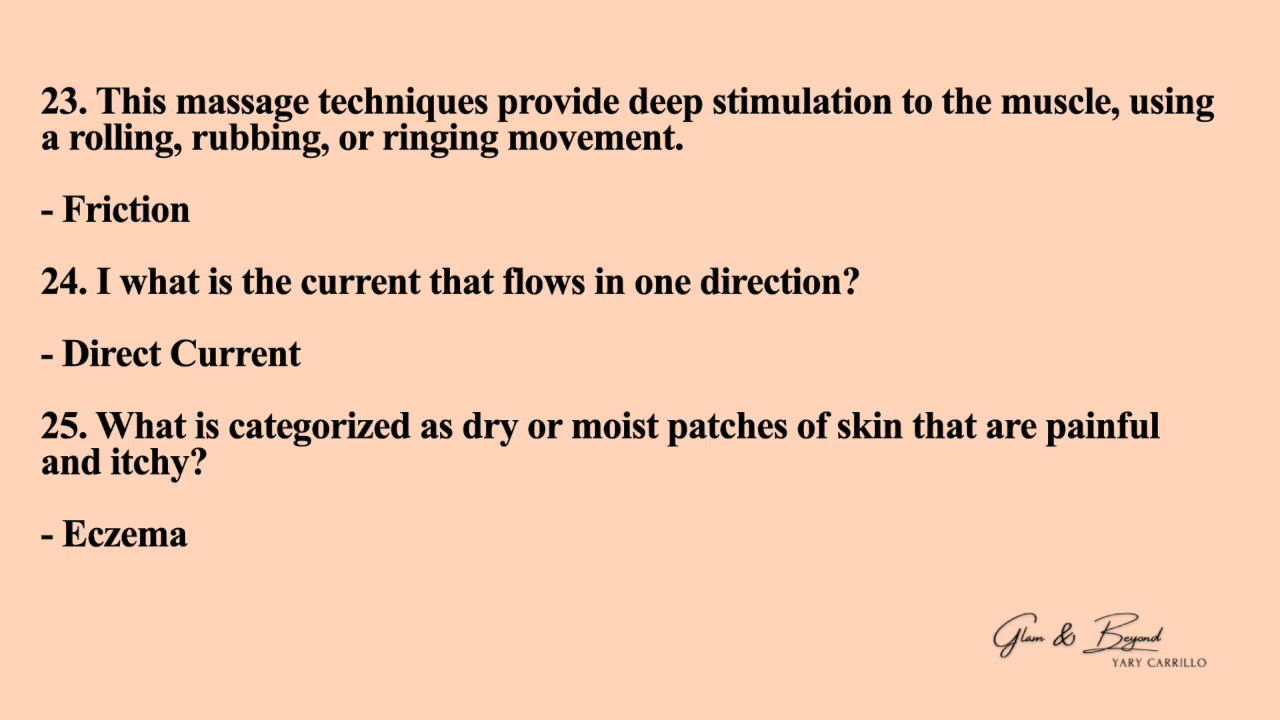 23. This massage techniques provide deep stimulation to the muscle, using
a rolling, rubbing, or ringing movement.
- Friction
24. I what is the current that flows in one direction?
- Direct Current
25. What is categorized as dry or moist patches of skin that are painful
and itchy?
- Eczema
Glam & Beyond
YARY CARRILLO